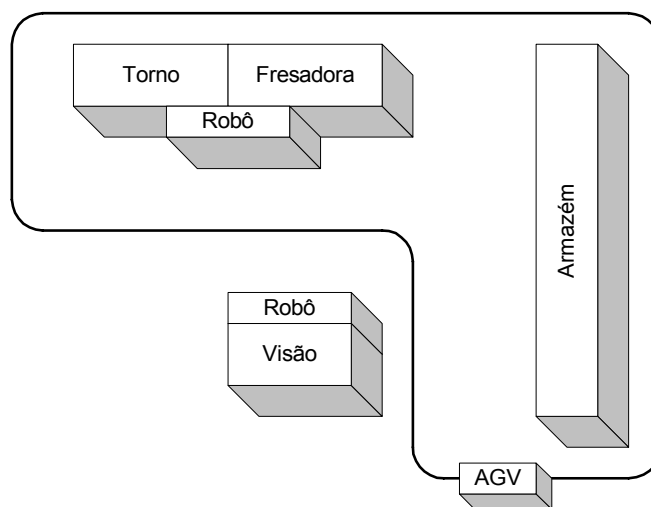 Torno
Fresadora
Robô
Armazém
Robô
Visão
AGV